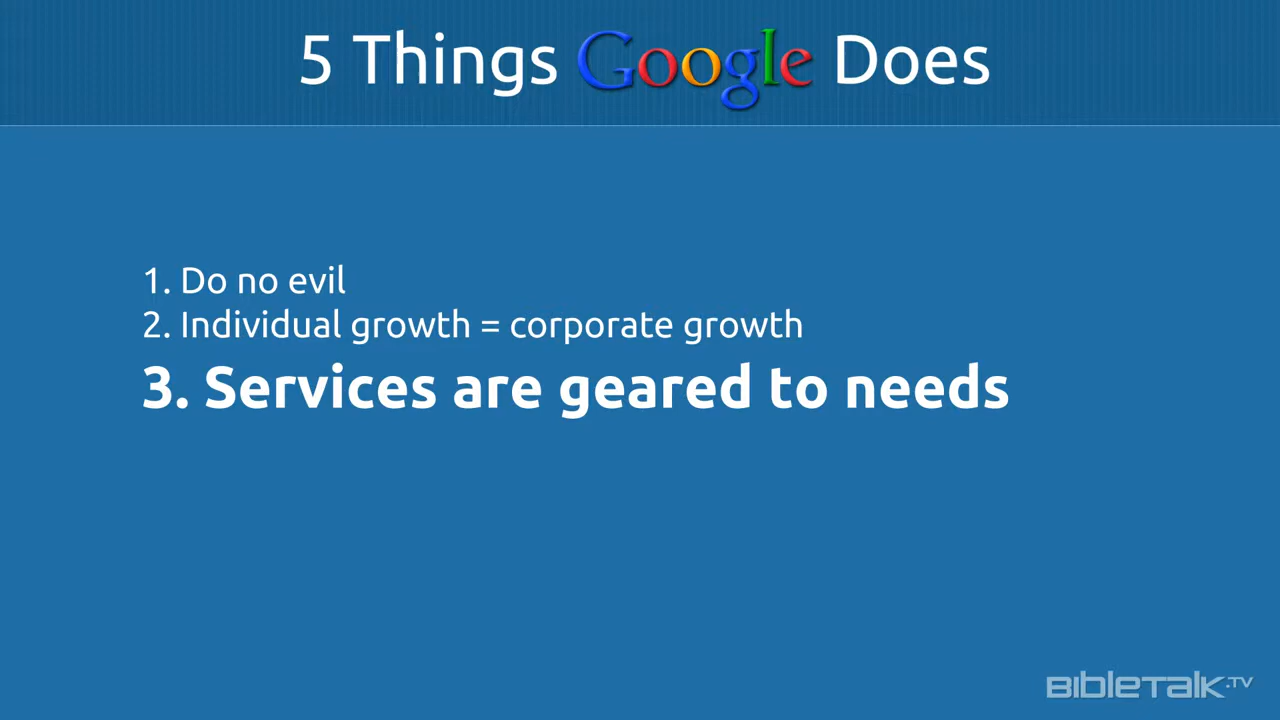 5 Things Google Does
1. Do no evil
2. Individual growth = corporate growth
3. Services are geared to needs
BIBLETALK.TV